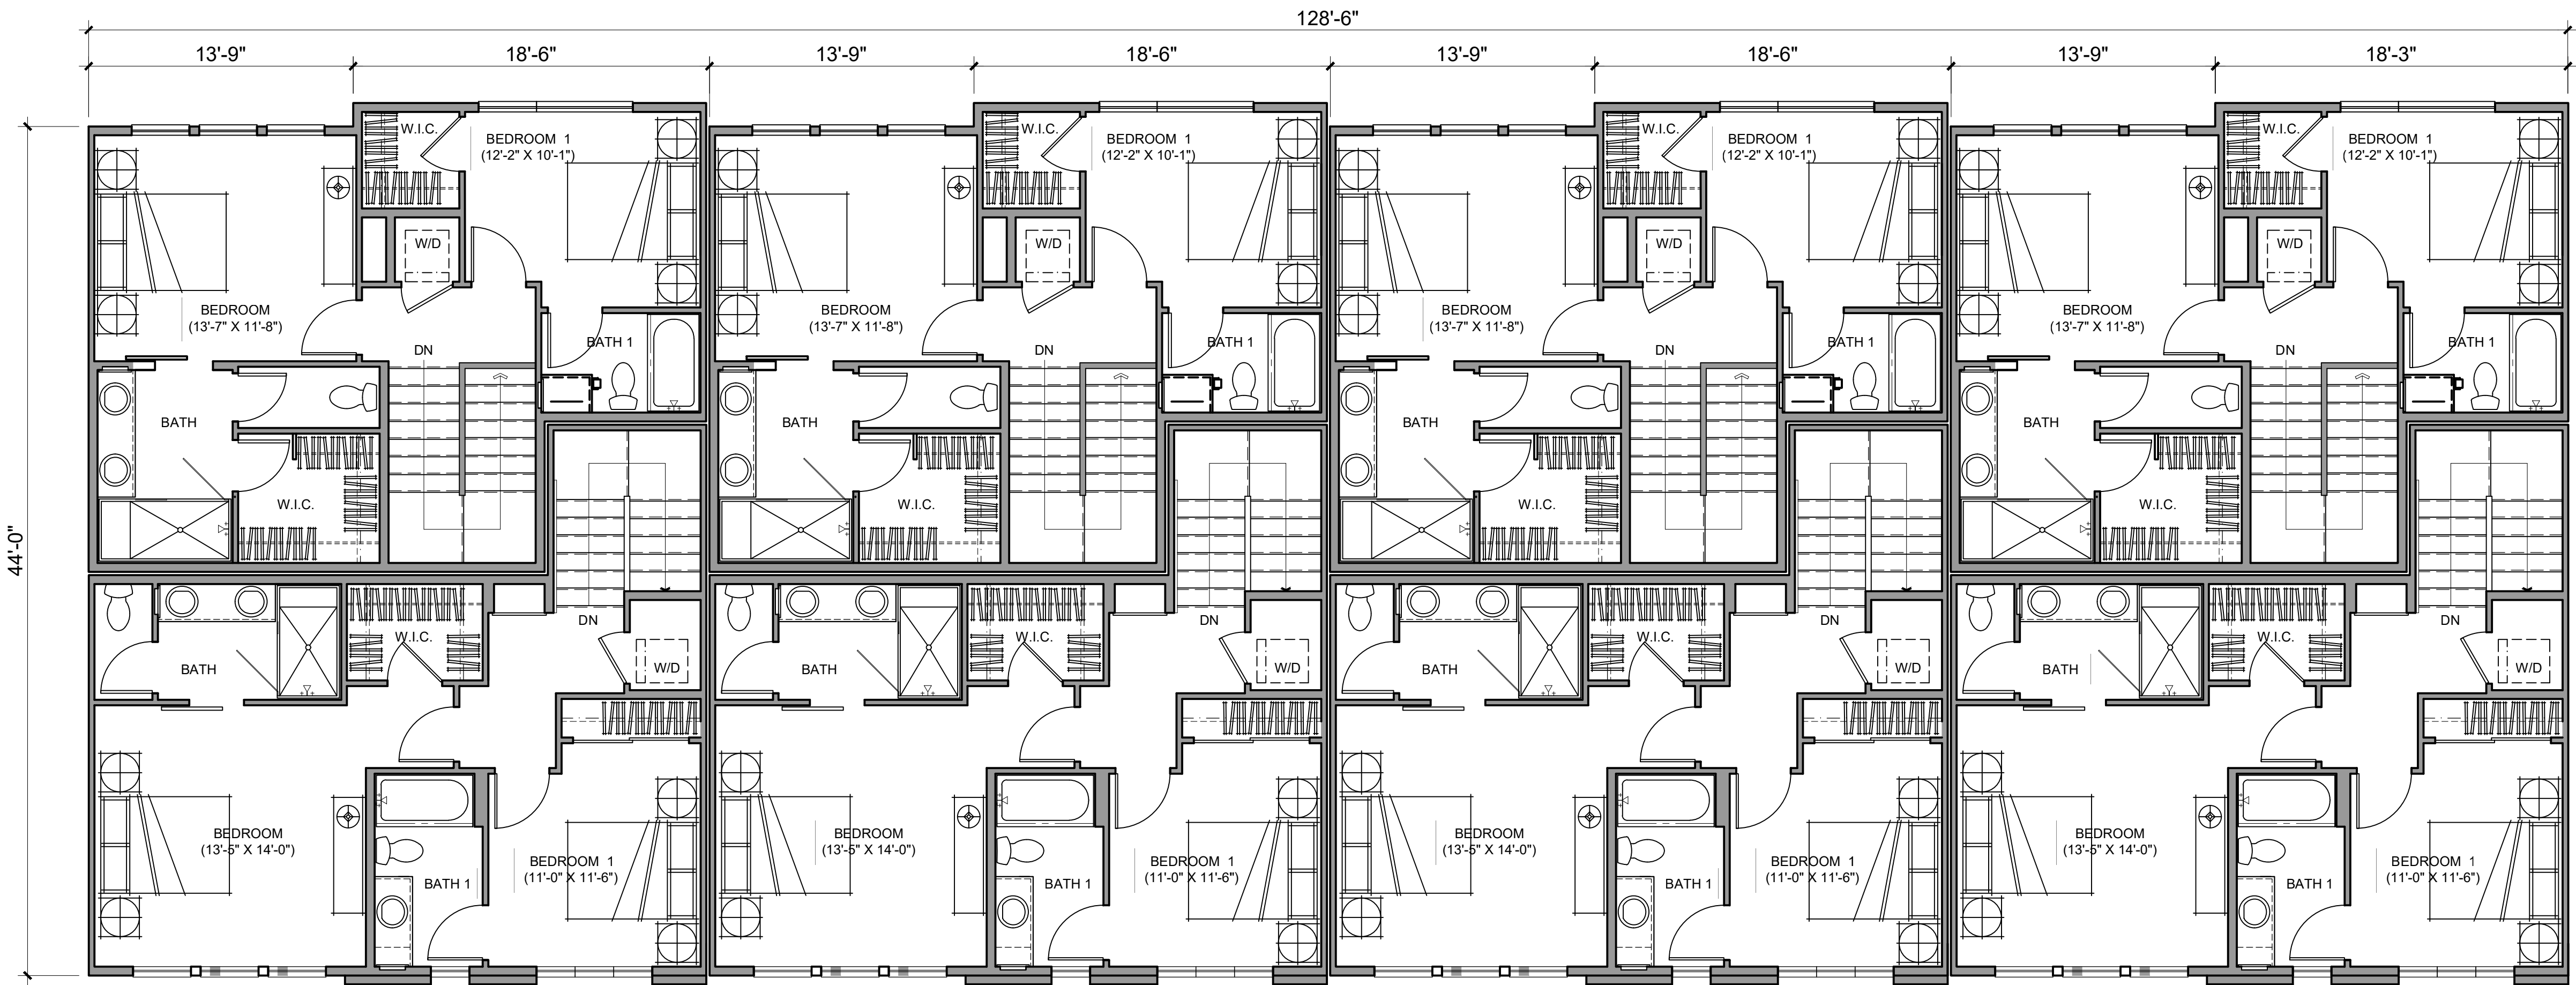 128'-6"
13'-9" 18'-6" 13'-9" 18'-6" 13'-9" 18'-6" 13'-9" 18'-3"
W.I.C. W.I.C. W.I.C. W.I.C.
BEDROOM 1 BEDROOM 1 BEDROOM 1 BEDROOM 1
(12'-2" X 10'-1") (12'-2" X 10'-1") (12'-2" X 10'-1") (12'-2" X 10'-1")
W/D W/D W/D W/D
BEDROOM BEDROOM BEDROOM BEDROOM
(13'-7" X 11'-8") (13'-7" X 11'-8") (13'-7" X 11'-8") (13'-7" X 11'-8")
DN BATH 1 DN BATH 1 DN BATH 1 DN BATH 1
BATH BATH BATH BATH
W.I.C. W.I.C. W.I.C. W.I.C.
44'-0"
DN DN DN DN
W.I.C. W.I.C. W.I.C. W.I.C.
BATH W/D BATH W/D BATH W/D BATH W/D
BEDROOM BEDROOM BEDROOM BEDROOM
(13'-5" X 14'-0") (13'-5" X 14'-0") (13'-5" X 14'-0") (13'-5" X 14'-0")
BEDROOM 1 BEDROOM 1 BEDROOM 1 BEDROOM 1
(11'-0" X 11'-6") (11'-0" X 11'-6") (11'-0" X 11'-6") (11'-0" X 11'-6")
BATH 1 BATH 1 BATH 1 BATH 1